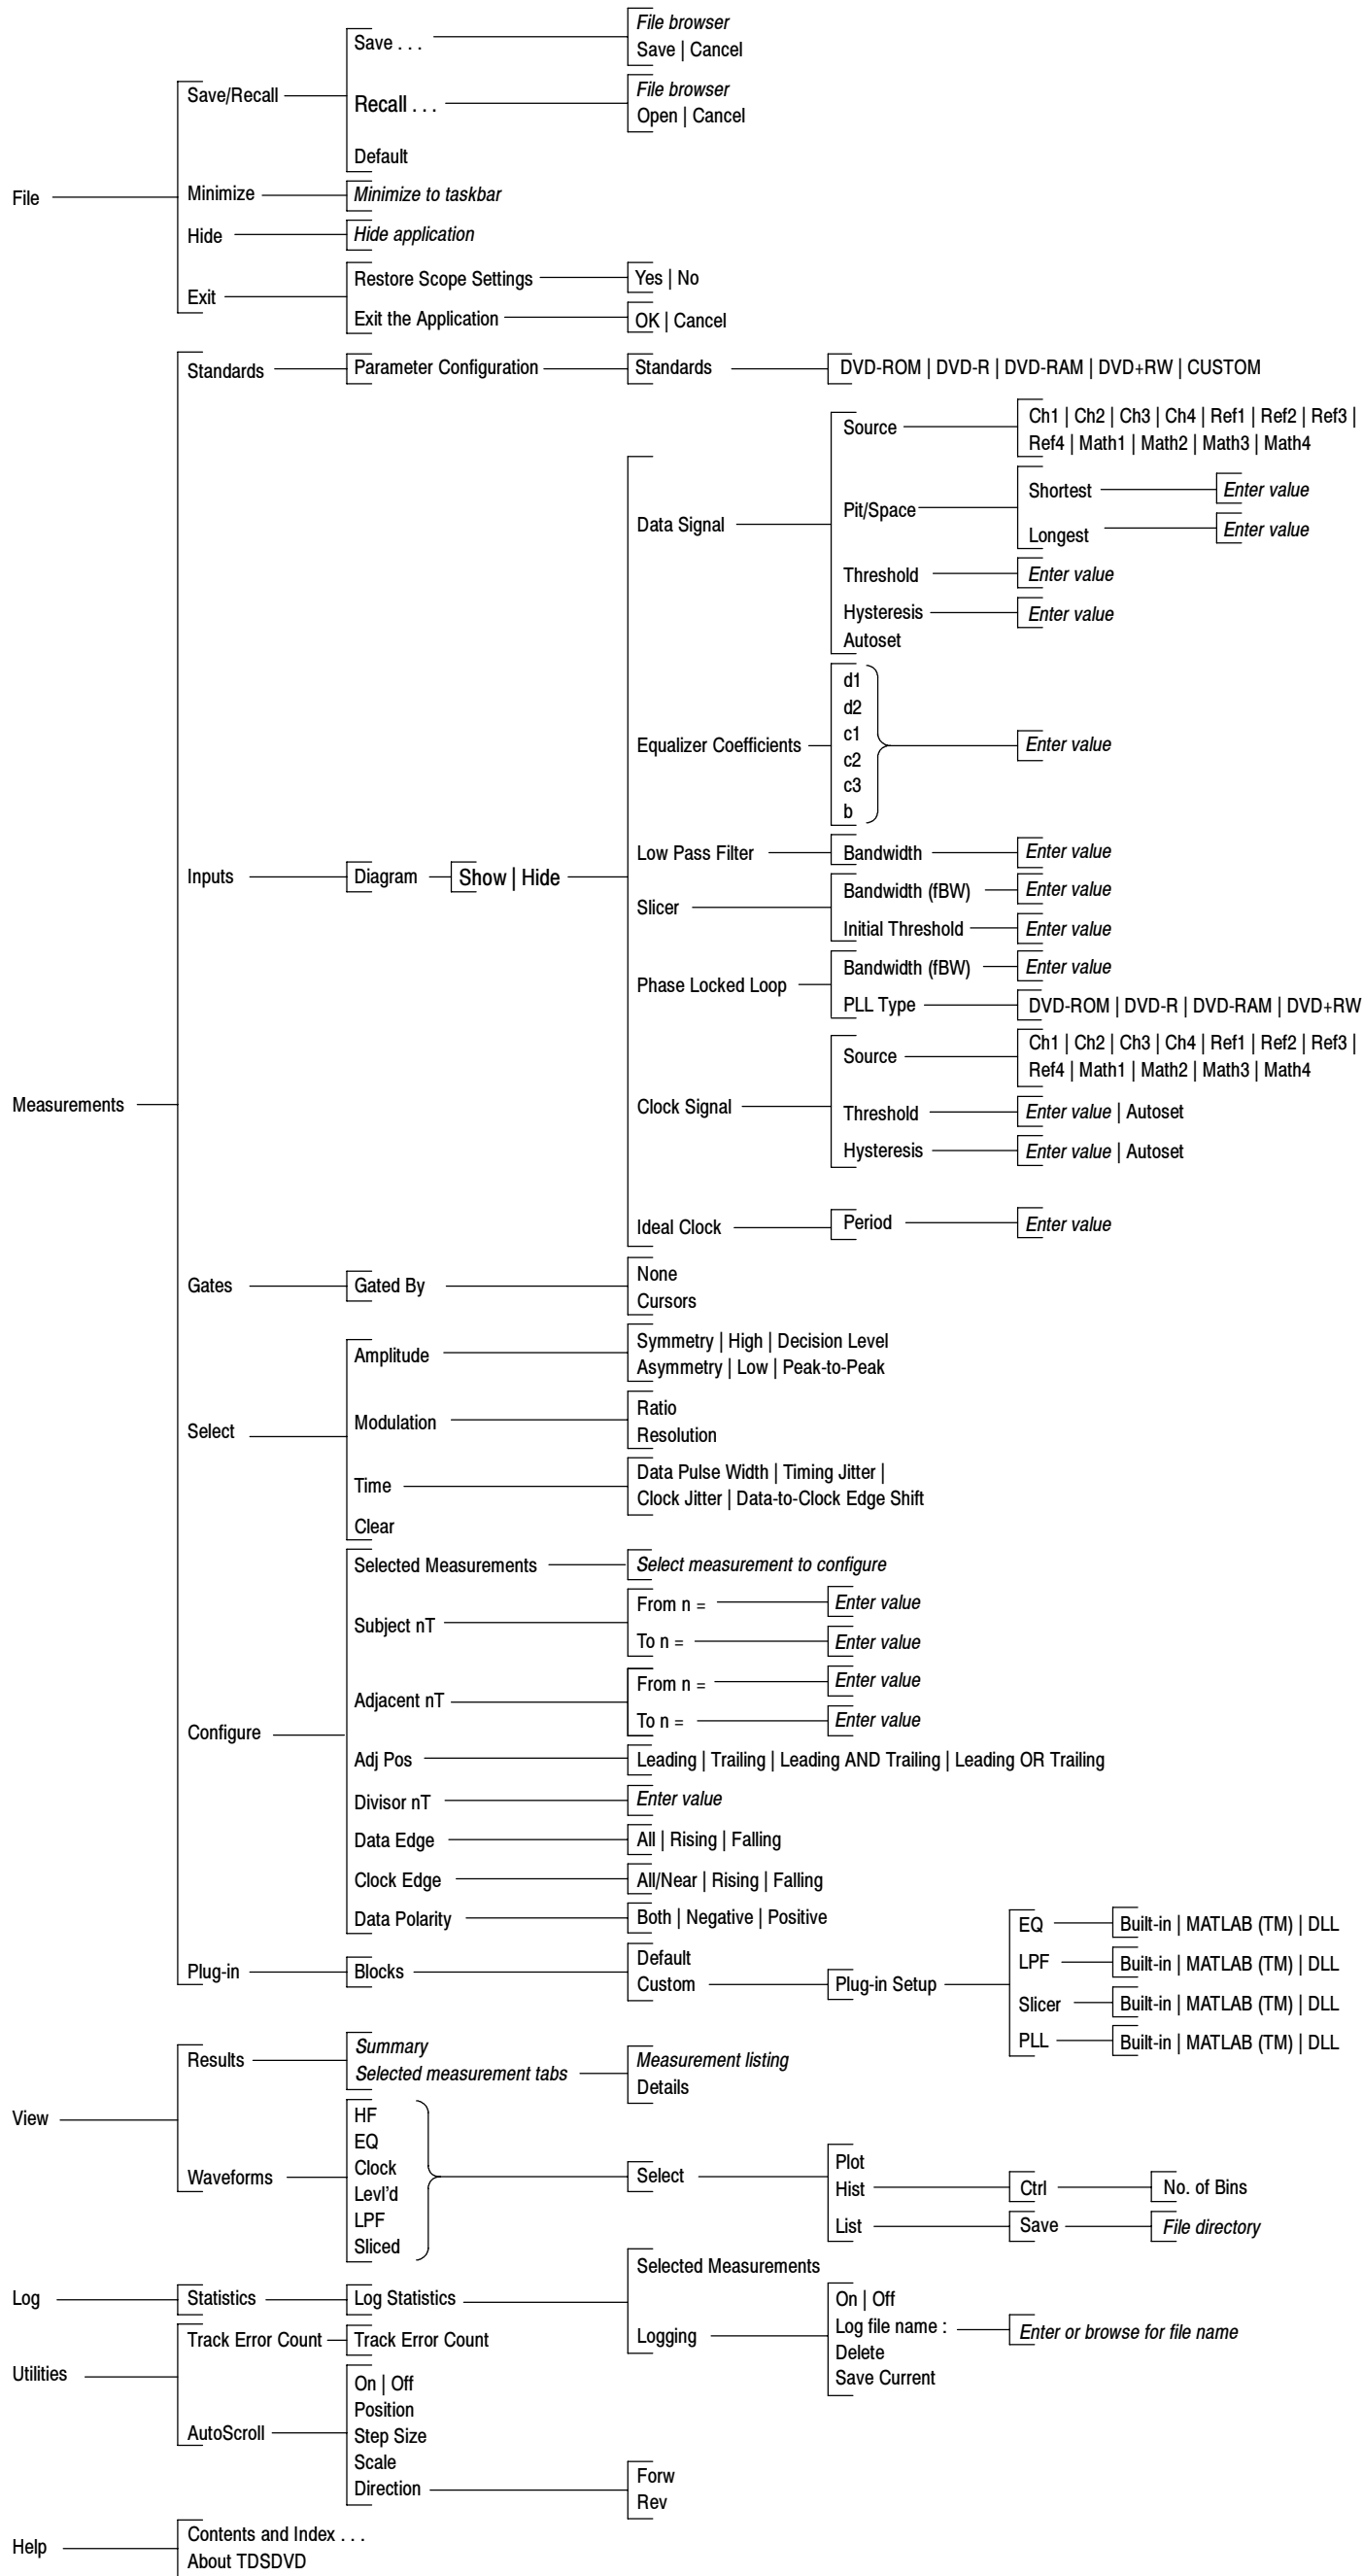 File browser
Save . . .
Save | Cancel
File browser
Save/Recall
Recall . . .
Open | Cancel
Default
File
Minimize
Minimize to taskbar
Hide
Hide application
Restore Scope Settings
Yes | No
Exit
Exit the Application
OK | Cancel
Standards
Parameter Configuration
Standards
DVD-ROM | DVD-R | DVD-RAM | DVD+RW | CUSTOM
Source
Ch1 | Ch2 | Ch3 | Ch4 | Ref1 | Ref2 | Ref3 |
Ref4 | Math1 | Math2 | Math3 | Math4
Data Signal
Pit/Space
Shortest
Enter value
Longest
Enter value
Threshold
Enter value
Hysteresis
Enter value
Autoset
Equalizer Coefficients
d1
d2
c1
c2
c3
b
Enter value
Low Pass Filter
Bandwidth
Enter value
Inputs
Diagram
Show | Hide
Slicer
Bandwidth (fBW)
Enter value
Initial Threshold
Enter value
Phase Locked Loop
Bandwidth (fBW)
Enter value
PLL Type
DVD-ROM | DVD-R | DVD-RAM | DVD+RW
Source
Ch1 | Ch2 | Ch3 | Ch4 | Ref1 | Ref2 | Ref3 |
Ref4 | Math1 | Math2 | Math3 | Math4
Measurements
Clock Signal
Threshold
Enter value | Autoset
Hysteresis
Enter value | Autoset
Ideal Clock
Period
Enter value
Gates
Gated By
None
Cursors
Amplitude
Symmetry | High | Decision Level
Asymmetry | Low | Peak-to-Peak
Select
Modulation
Ratio
Resolution
Time
Data Pulse Width | Timing Jitter |
Clock Jitter | Data-to-Clock Edge Shift
Clear
Selected Measurements
Select measurement to configure
Subject nT
From n =
Enter value
To n =
Enter value
Adjacent nT
From n =
Enter value
To n =
Enter value
Configure
Adj Pos
Leading | Trailing | Leading AND Trailing | Leading OR Trailing
Divisor nT
Enter value
Data Edge
All | Rising | Falling
Clock Edge
All/Near | Rising | Falling
Data Polarity
Both | Negative | Positive
Plug-in
Blocks
Default
Custom
Plug-in Setup
EQ
Built-in | MATLAB (TM) | DLL
LPF
Built-in | MATLAB (TM) | DLL
Slicer
Built-in | MATLAB (TM) | DLL
PLL
Built-in | MATLAB (TM) | DLL
View
Results
Summary
Selected measurement tabs
Measurement listing
Details
Waveforms
HF
EQ
Clock
Levl'd
LPF
Sliced
Select
Plot
Hist
Ctrl
No. of Bins
List
Save
File directory
Log
Statistics
Log Statistics
Selected Measurements
Logging
On | Off
Log file name :
Enter or browse for file name
Delete
Save Current
Utilities
Track Error Count
Track Error Count
AutoScroll
On | Off
Position
Step Size
Scale
Direction
Forw
Rev
Help
Contents and Index . . .
About TDSDVD